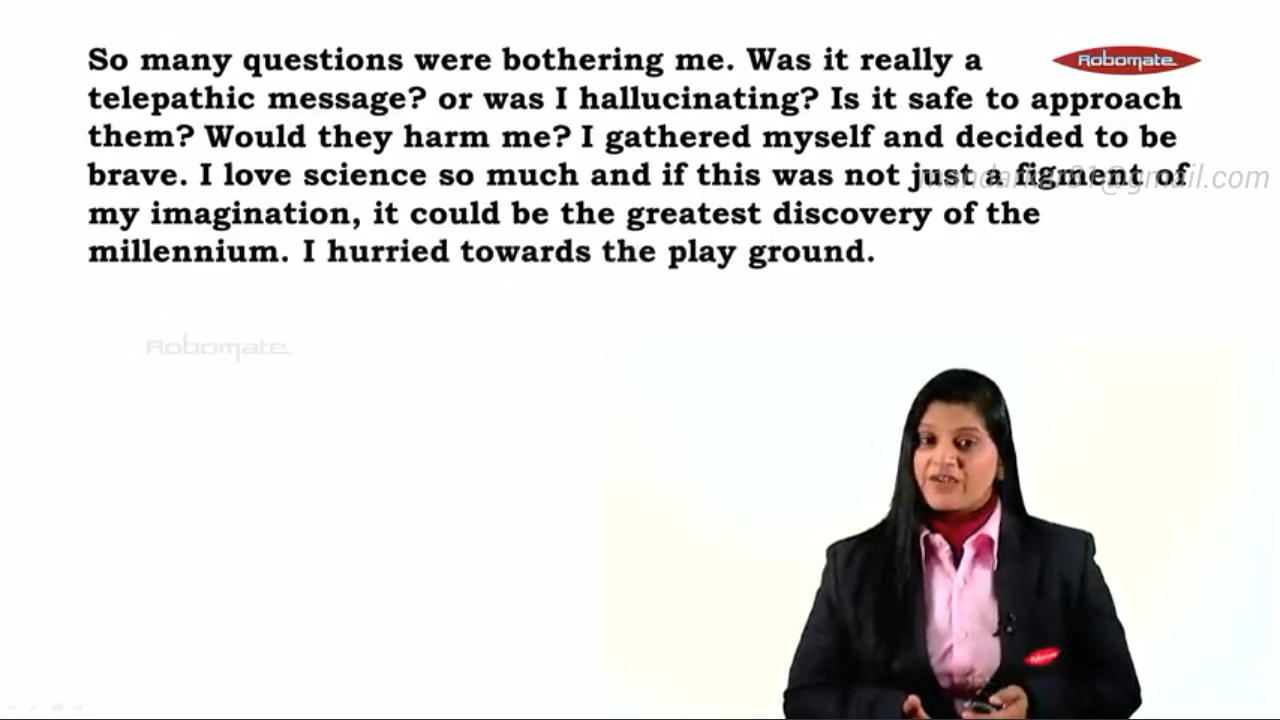 So many questions were bothering me. Was it really a
Robomate
telepathic message? or was I hallucinating? Is it safe to approach
them? Would they harm me? I gathered myself and decided to be
brave. I love science so much and if this was not just a figment of
my imagination, it could be the greatest discovery of the
millennium. I hurried towards the play ground.
Robomate